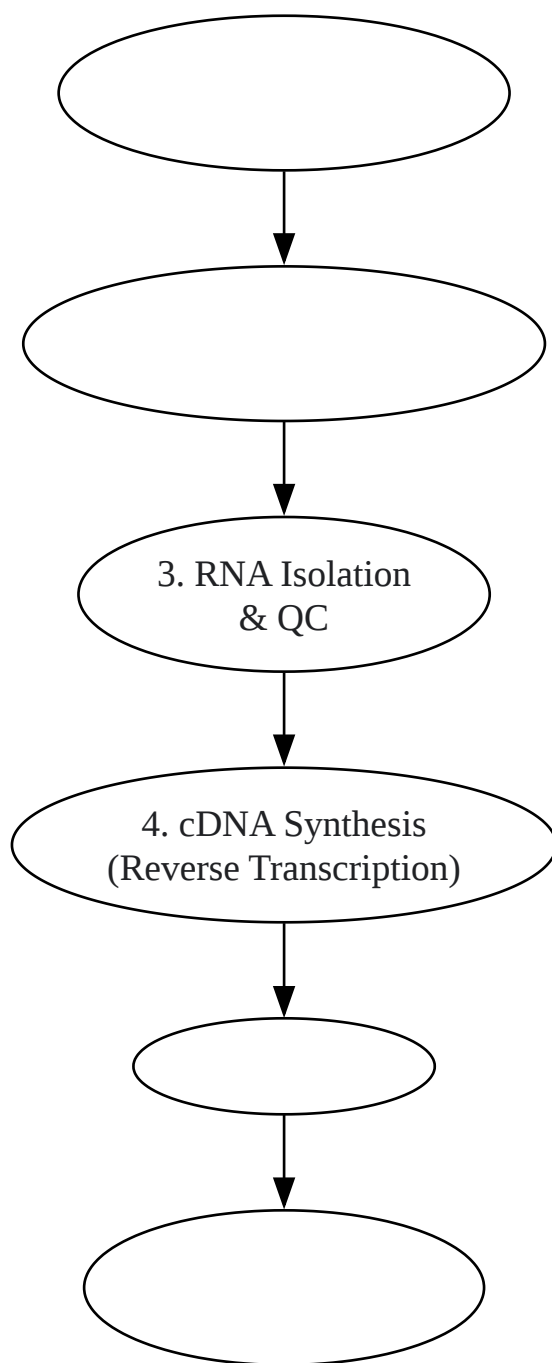 3. RNA Isolation
& QC
4. cDNA Synthesis
(Reverse Transcription)